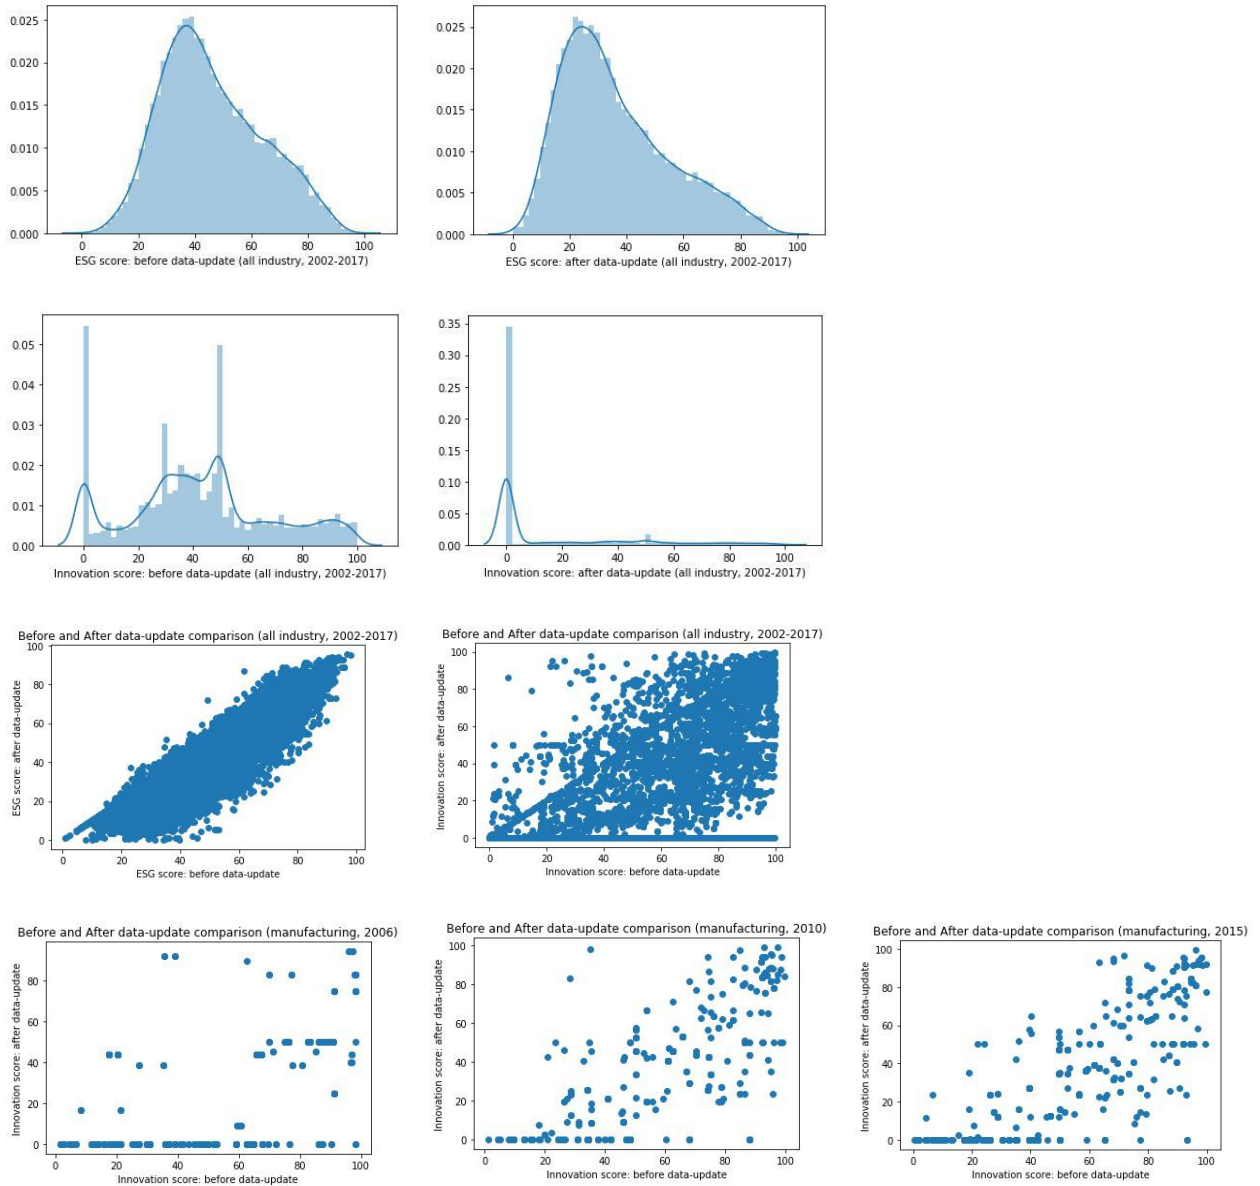 0.025
0.020
0.015
0.010
0.005
0.000
0 20 40 60 80 100
ESG score: before data-update (all industry, 2002-2017)
0.025
0.020
0.015
0.010
0.005
0.000
0 20 40 60 80 100
ESG score: after data-update (all industry, 2002-2017)
0.05
0.04
0.03
0.02
0.01
0.00
0 20 40 60 80 100
Innovation score: before data-update (all industry, 2002-2017)
0.35
0.30
0.25
0.20
0.15
0.10
0.05
0.00
0 20 40 60 80 100
Innovation score: after data-update (all industry, 2002-2017)
Before and After data-update comparison (all industry, 2002-2017)
ESG score: after data-update
100
80
60
40
20
0
0 20 40 60 80 100
ESG score: before data-update
Before and After data-update comparison (all industry, 2002-2017)
Innovation score: after data-update
100
80
60
40
20
0
0 20 40 60 80 100
Innovation score: before data-update
Before and After data-update comparison (manufacturing, 2006)
Innovation score: after data-update
80
60
40
20
0
0 20 40 60 80 100
Innovation score: before data-update
Before and After data-update comparison (manufacturing, 2010)
Innovation score: after data-update
100
80
60
40
20
0
0 20 40 60 80 100
Innovation score: before data-update
Before and After data-update comparison (manufacturing, 2015)
Innovation score: after data-update
100
80
60
40
20
0
0 20 40 60 80 100
Innovation score: before data-update